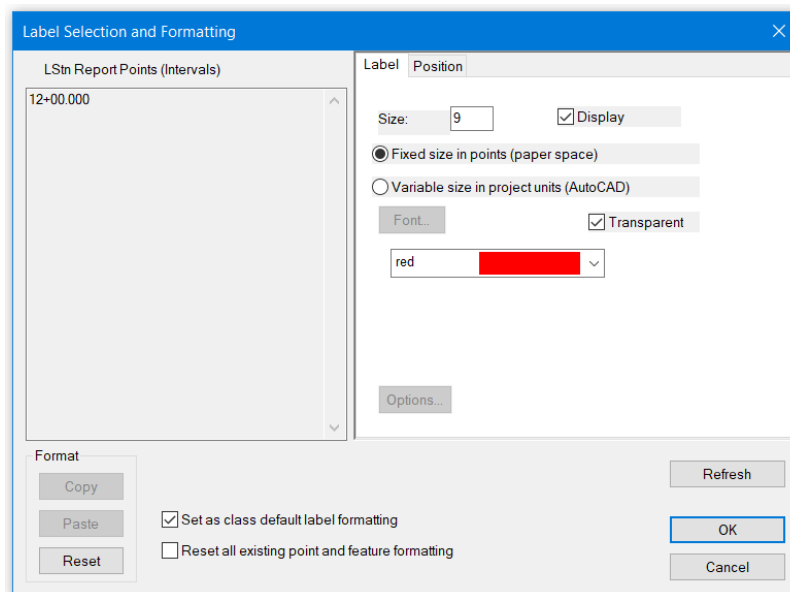 Label Selection and Formatting
LStn Report Points (Intervals)
12+00.000
Label Position
Size: 9 Display
Fixed size in points (paper space)
Variable size in project units (AutoCAD)
Font... Transparent
red
Options...
Format
Copy
Paste
Reset
Set as class default label formatting
Reset all existing point and feature formatting
Refresh
OK
Cancel